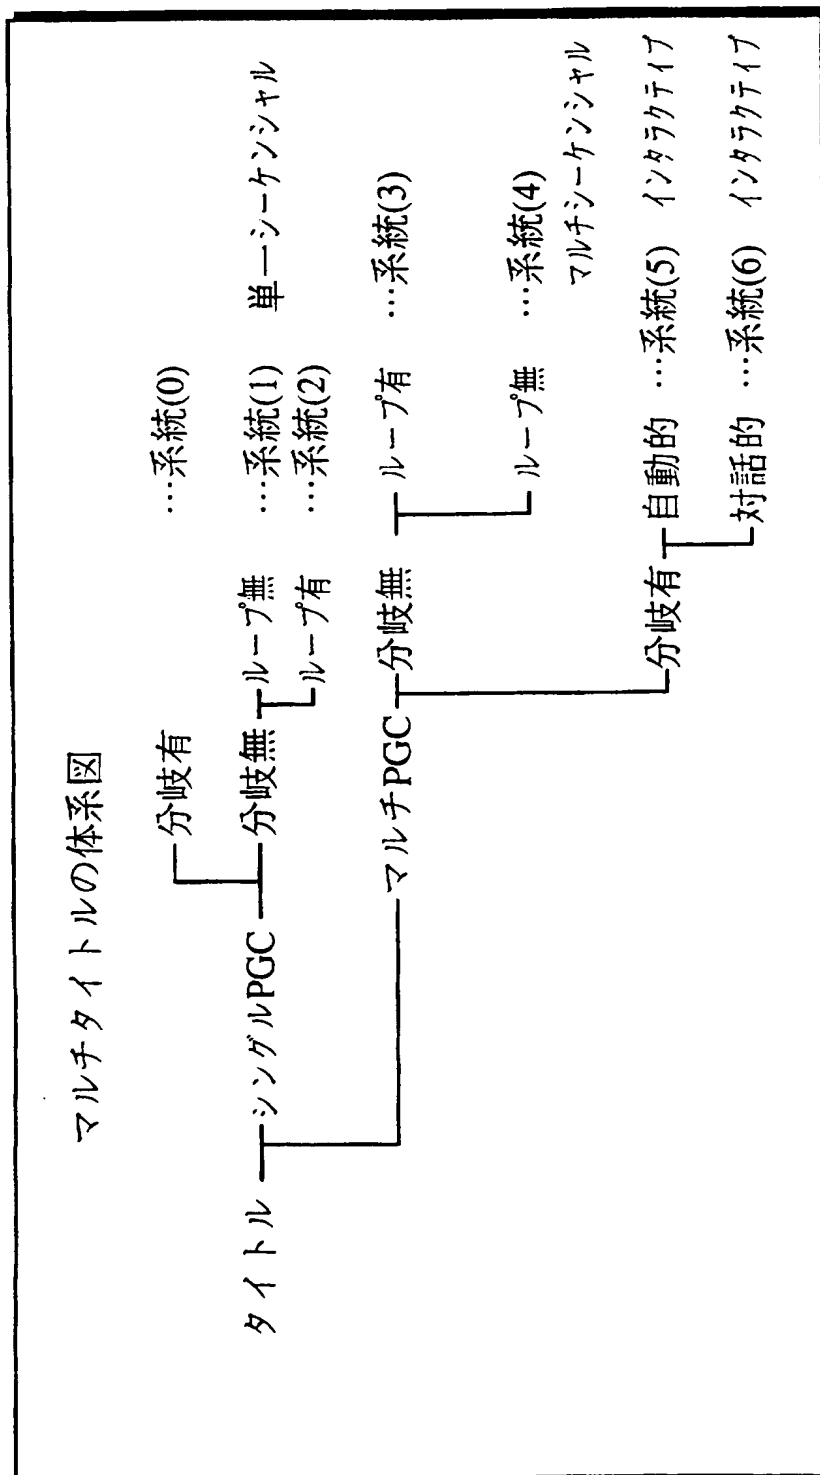 マルチタイトルの体系図
分岐有 …系統(0)
タイトル シングルPGC 分岐無 ループ無 …系統(1) 単一シーケンシャル
ループ有 …系統(2)
マルチPGC 分岐無 ループ有 …系統(3)
ループ無 …系統(4)
マルチシーケンシャル
分岐有 自動的 …系統(5) インタラクティブ
対話的 …系統(6) インタラクティブ